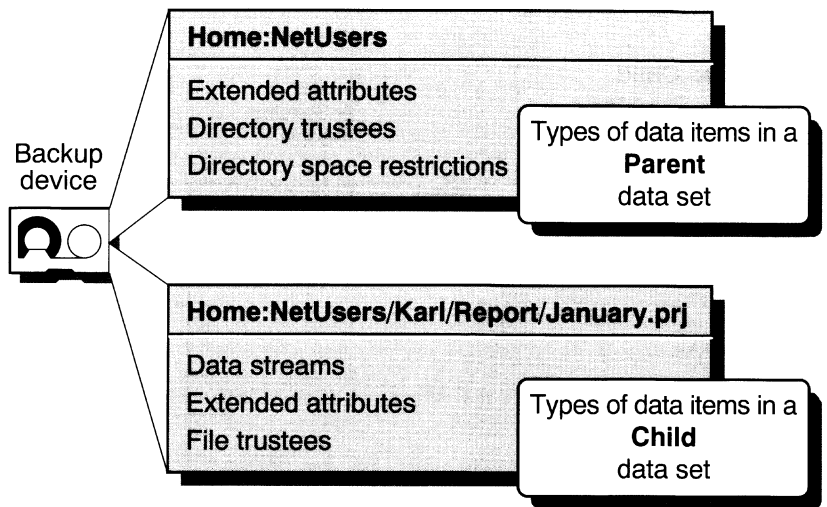 Home:NetUsers
Extended attributes
Directory trustees
Directory space restrictions
Types of data items in a
Parent
data set
Backup
device
Home:NetUsers/Karl/Report/January.prj
Data streams
Extended attributes
File trustees
Types of data items in a
Child
data set